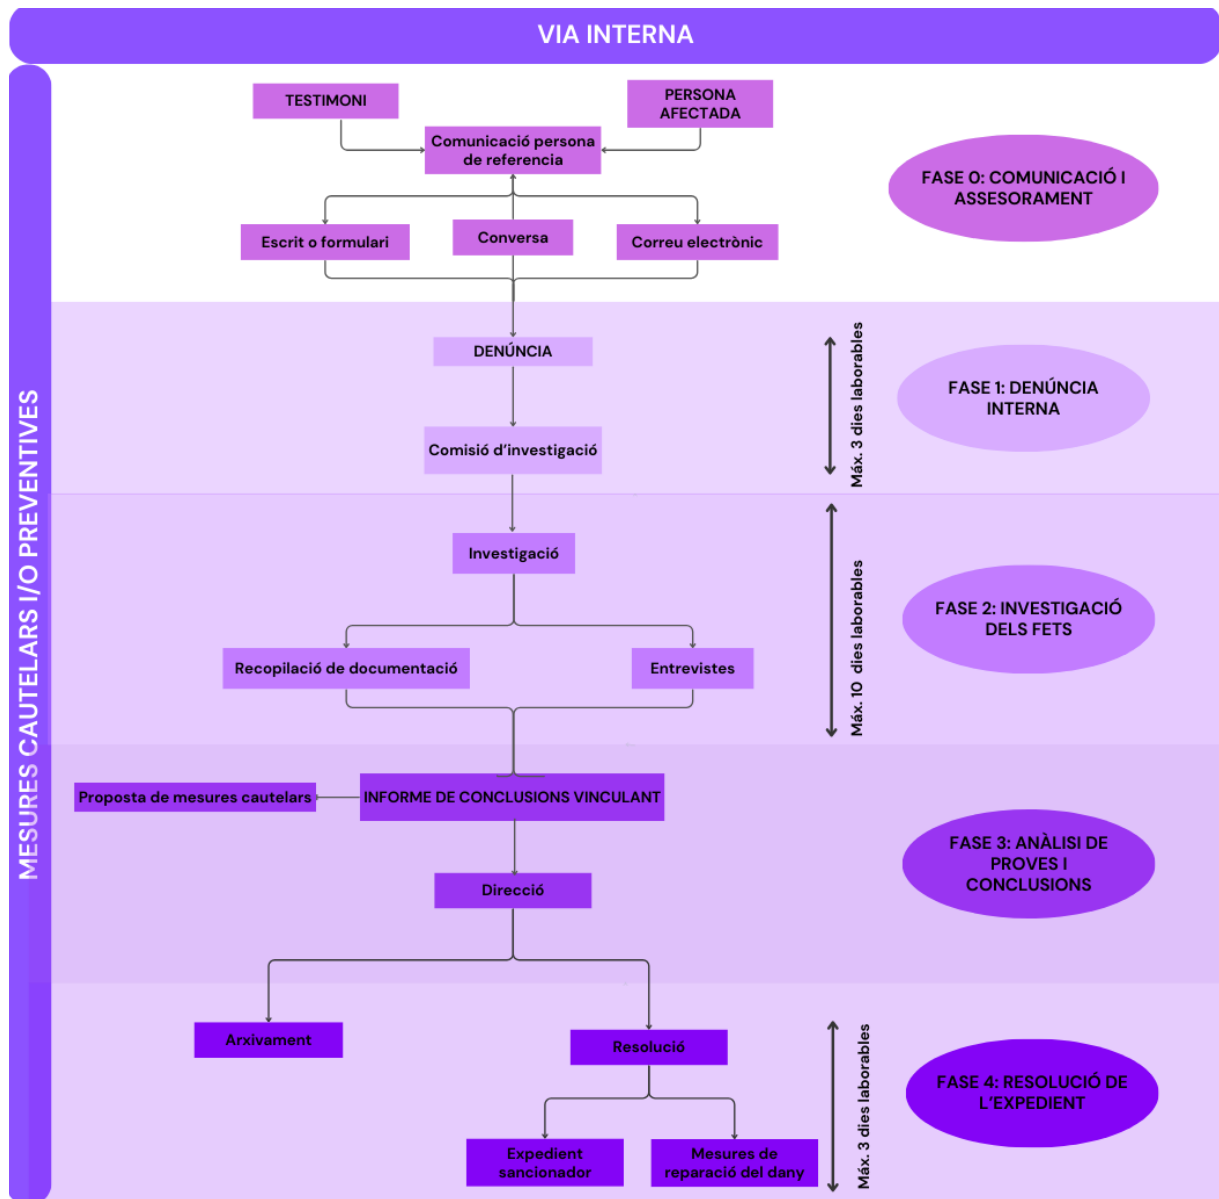 VIA INTERNA
MESURES CAUTELARS I/O PREVENTIVES
TESTIMONI
PERSONA
AFECTADA
Comunicació persona
de referencia
FASE 0: COMUNICACIÓ I
ASSESORAMENT
Escrit o formulari
Conversa
Correu electrònic
DENÚNCIA
Comisió d'investigació
Máx. 3 dies laborables
FASE 1: DENÚNCIA
INTERNA
Investigació
Recopilació de documentació
Entrevistes
Máx. 10 dies laborables
FASE 2: INVESTIGACIÓ
DELS FETS
Proposta de mesures cautelars
INFORME DE CONCLUSIONS VINCULANT
Direcció
FASE 3: ANÀLISI DE
PROVES I
CONCLUSIONS
Arxivament
Resolució
Expedient
sancionador
Mesures de
reparació del dany
Máx. 3 dies laborables
FASE 4: RESOLUCIÓ DE
L'EXPEDIENT